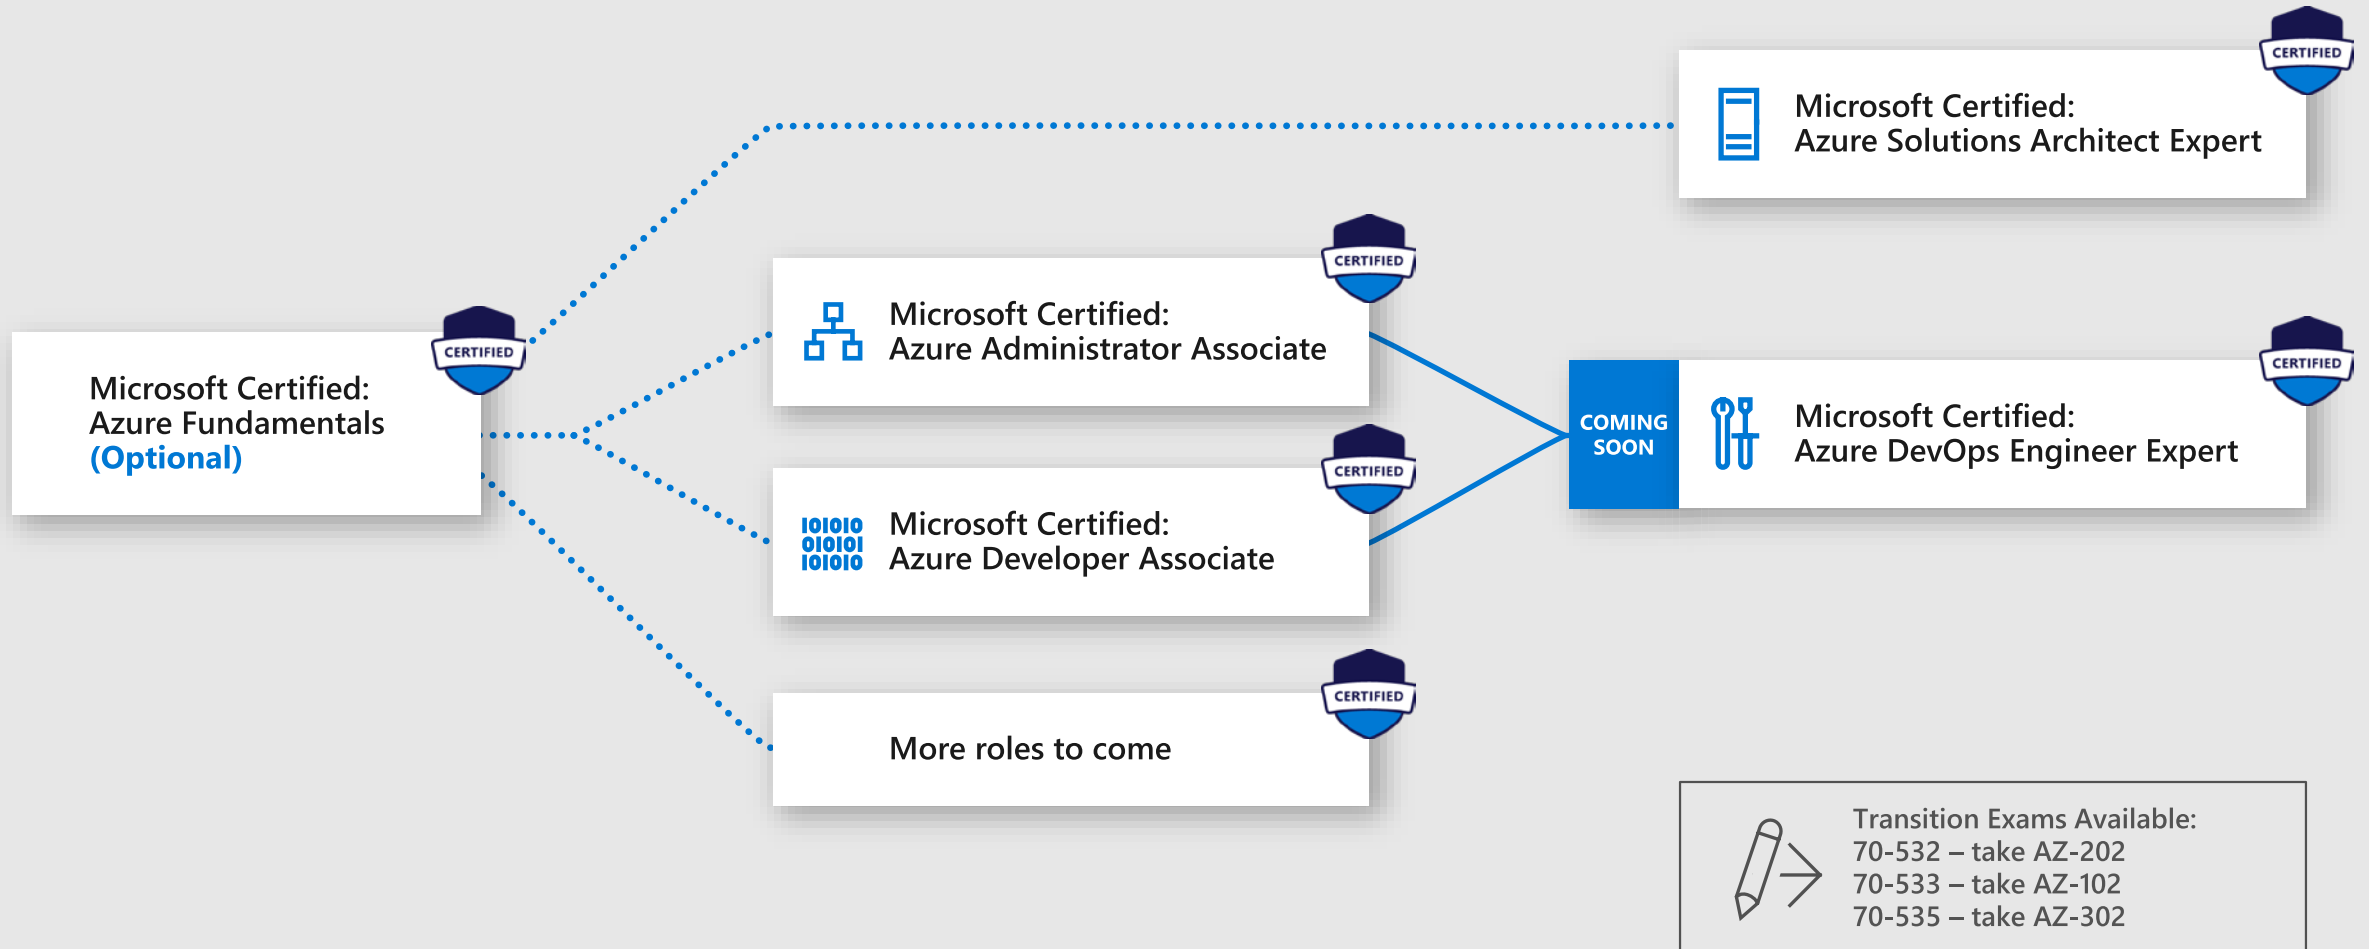 CERTIFIED
Microsoft Certified:
Azure Solutions Architect Expert
CERTIFIED
Microsoft Certified:
Azure Administrator Associate
CERTIFIED
Microsoft Certified:
Azure Fundamentals
(Optional)
CERTIFIED
COMING
SOON
Microsoft Certified:
Azure DevOps Engineer Expert
CERTIFIED
101010
010101
101010
Microsoft Certified:
Azure Developer Associate
CERTIFIED
More roles to come
Transition Exams Available:
70-532 – take AZ-202
70-533 – take AZ-102
70-535 – take AZ-302